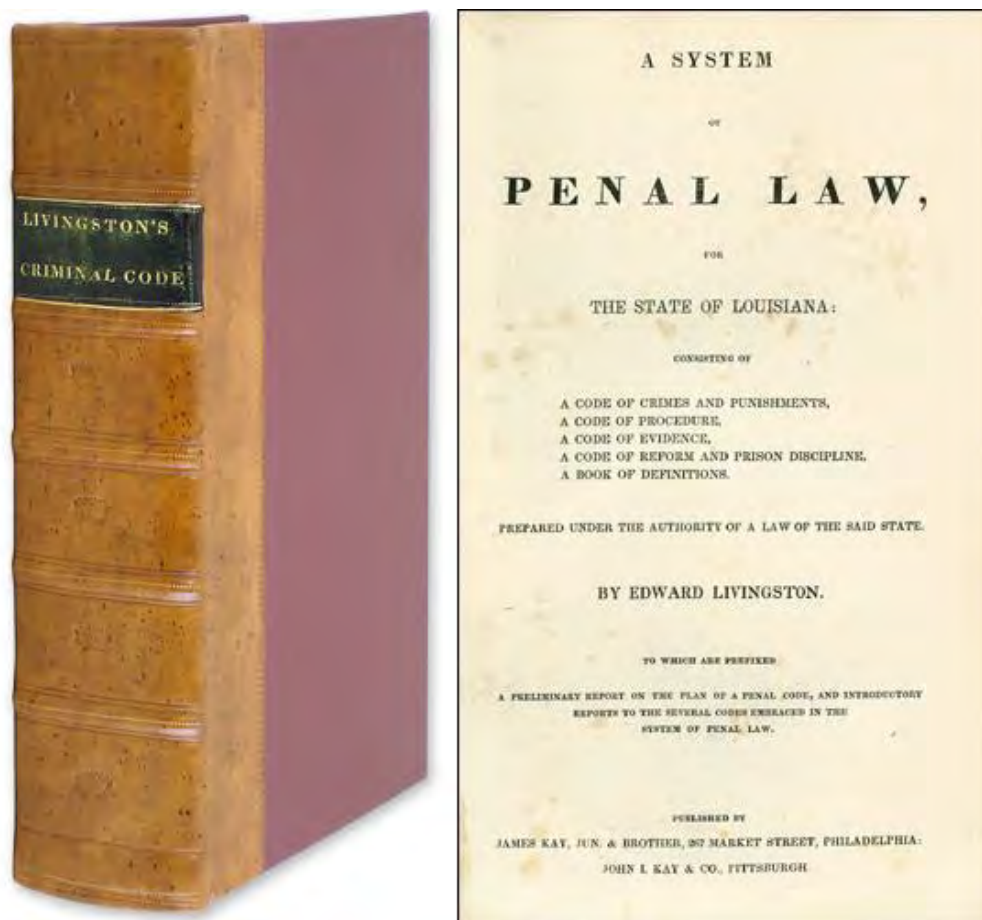 LIVINGSTON'S
CRIMINAL CODE
A SYSTEM
OF
PENAL LAW,
FOR
THE STATE OF LOUISIANA:
CONSISTING OF
A CODE OF CRIMES AND PUNISHMENTS,
A CODE OF PROCEDURE,
A CODE OF EVIDENCE,
A CODE OF REFORM AND PRISON DISCIPLINE,
A BOOK OF DEFINITIONS.
PREPARED UNDER THE AUTHORITY OF A LAW OF THE SAID STATE.
BY EDWARD LIVINGSTON.
TO WHICH ARE PREFIXED
A PRELIMINARY REPORT ON THE PLAN OF A PENAL CODE, AND INTRODUCTORY
REPORTS TO THE SEVERAL CODES EMBRACED IN THE
SYSTEM OF PENAL LAW.
PUBLISHED BY
JAMES KAY, JUN. & BROTHER, 267 MARKET STREET, PHILADELPHIA:
JOHN I. KAY & CO., PITTSBURGH